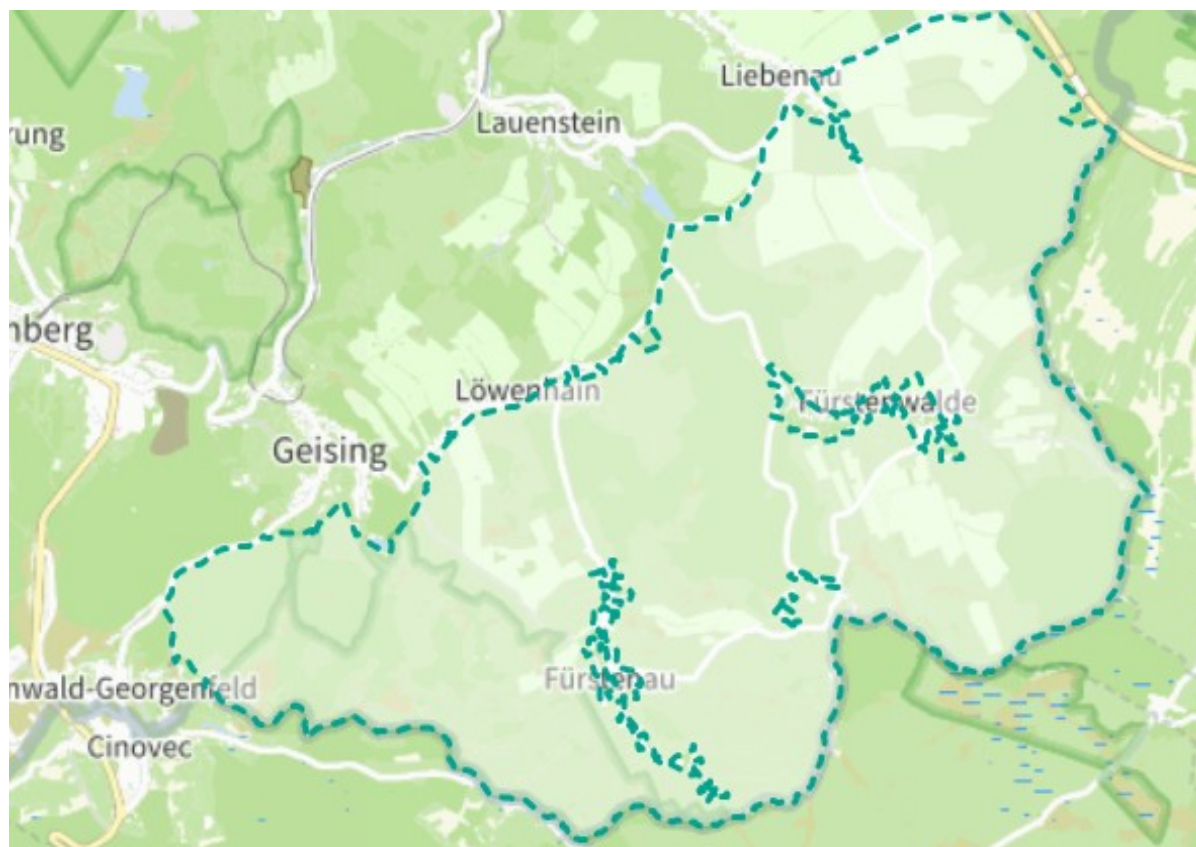 Liebenau
Lauenstein
rung
nberg
Löwenhain
Fürstenwalde
Geising
Fürstenau
nwald-Georgenfeld
Cinovec